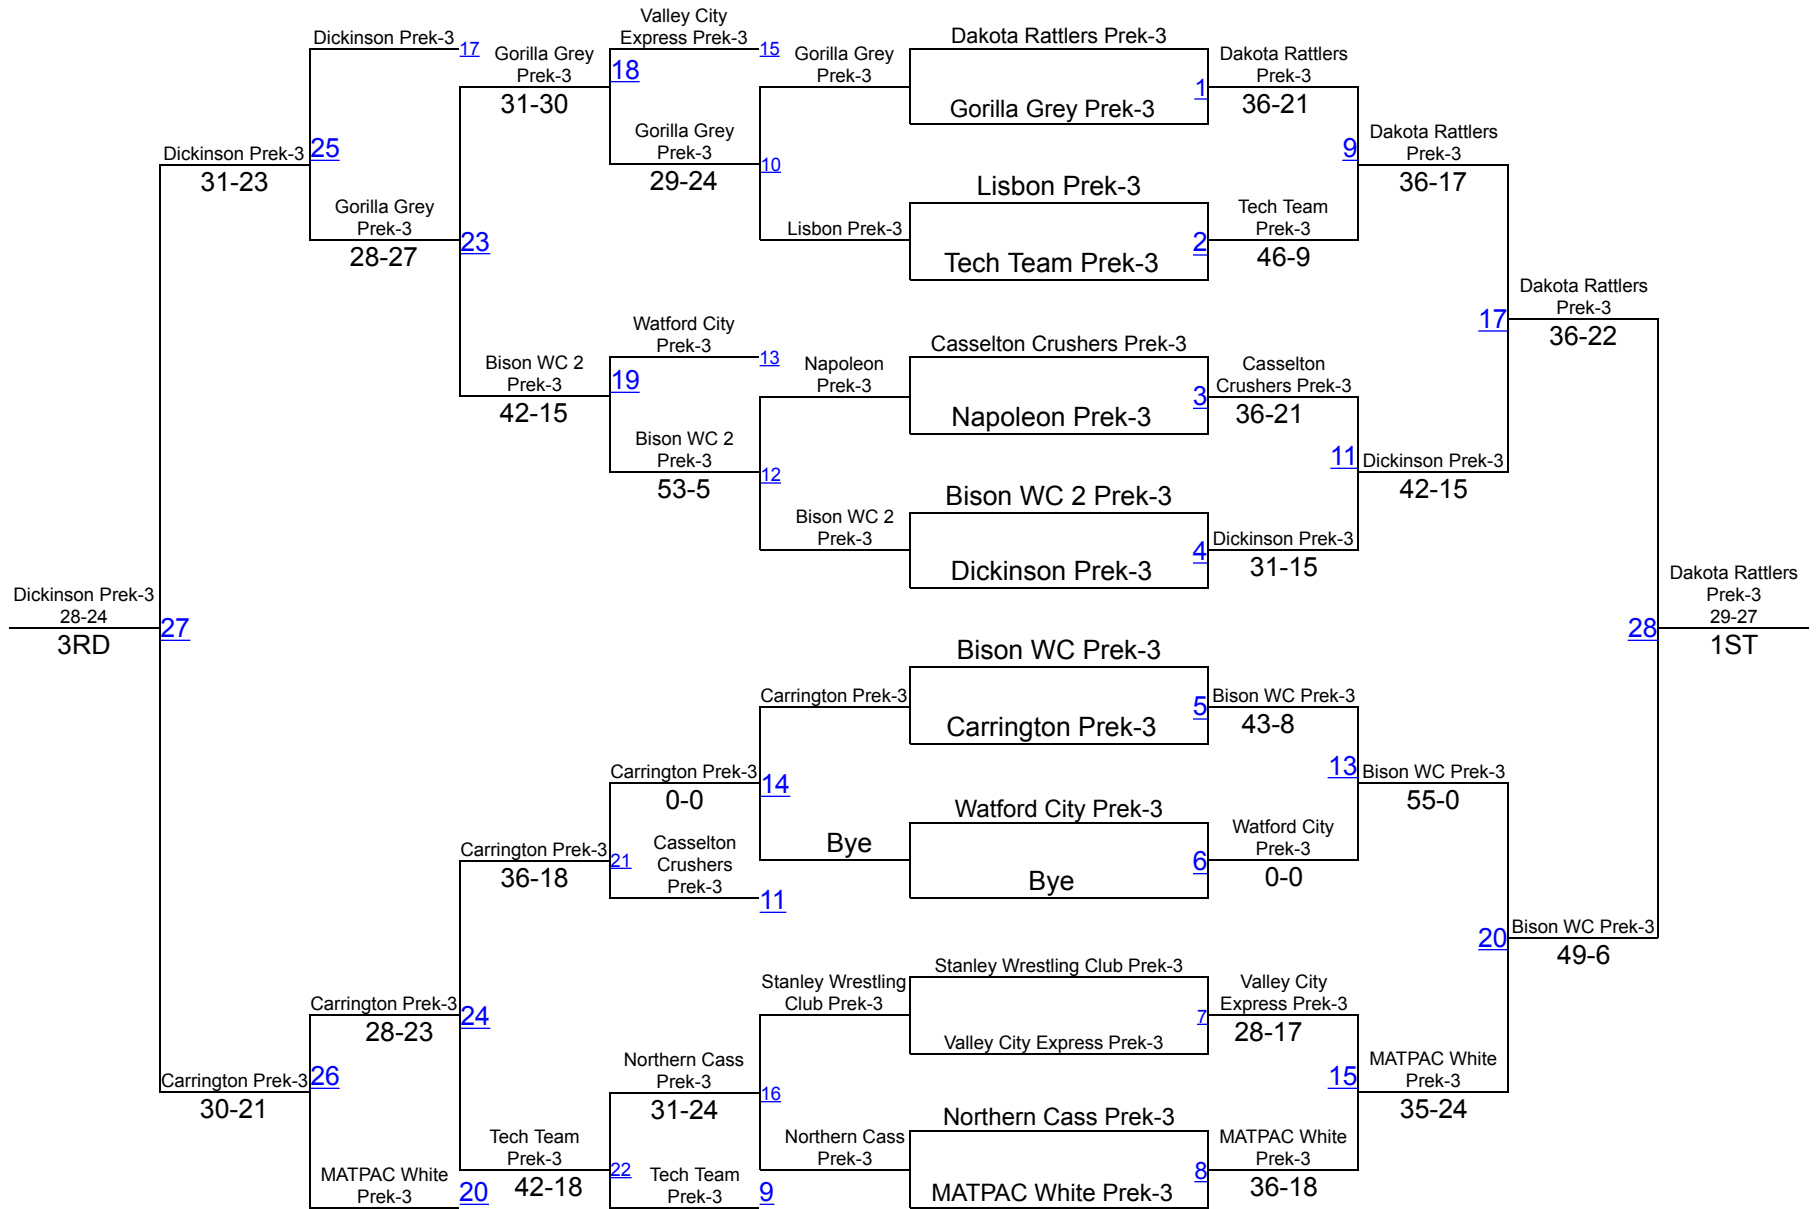 Dickinson Prek-3
17
Gorilla Grey
Prek-3
31-30
Valley City
Express Prek-3
15
18
Gorilla Grey
Prek-3
Dakota Rattlers Prek-3
1
Gorilla Grey Prek-3
Dakota Rattlers
Prek-3
36-21
Dickinson Prek-3
31-23
25
Gorilla Grey
Prek-3
28-27
23
Gorilla Grey
Prek-3
29-24
10
Lisbon Prek-3
Lisbon Prek-3
2
Tech Team Prek-3
Tech Team
Prek-3
46-9
9
Dakota Rattlers
Prek-3
36-17
Bison WC 2
Prek-3
42-15
Watford City
Prek-3
13
19
Bison WC 2
Prek-3
53-5
12
Napoleon
Prek-3
Casselton Crushers Prek-3
3
Napoleon Prek-3
Casselton
Crushers Prek-3
36-21
Bison WC 2
Prek-3
Bison WC 2 Prek-3
4
Dickinson Prek-3
Dickinson Prek-3
31-15
11
Dickinson Prek-3
42-15
17
Dakota Rattlers
Prek-3
36-22
Dickinson Prek-3
28-24
3RD
27
28
Dakota Rattlers
Prek-3
29-27
1ST
Carrington Prek-3
Bison WC Prek-3
5
Carrington Prek-3
Bison WC Prek-3
43-8
Carrington Prek-3
0-0
14
Bye
Watford City Prek-3
6
Bye
Watford City
Prek-3
0-0
13
Bison WC Prek-3
55-0
Carrington Prek-3
36-18
21
Casselton
Crushers
Prek-3
11
20
Bison WC Prek-3
49-6
Carrington Prek-3
28-23
24
Stanley Wrestling
Club Prek-3
Stanley Wrestling Club Prek-3
7
Valley City Express Prek-3
Valley City
Express Prek-3
28-17
Carrington Prek-3
30-21
26
Northern Cass
Prek-3
31-24
16
15
MATPAC White
Prek-3
35-24
MATPAC White
Prek-3
20
Tech Team
Prek-3
42-18
22
Tech Team
Prek-3
9
Northern Cass
Prek-3
Northern Cass Prek-3
8
MATPAC White Prek-3
MATPAC White
Prek-3
36-18